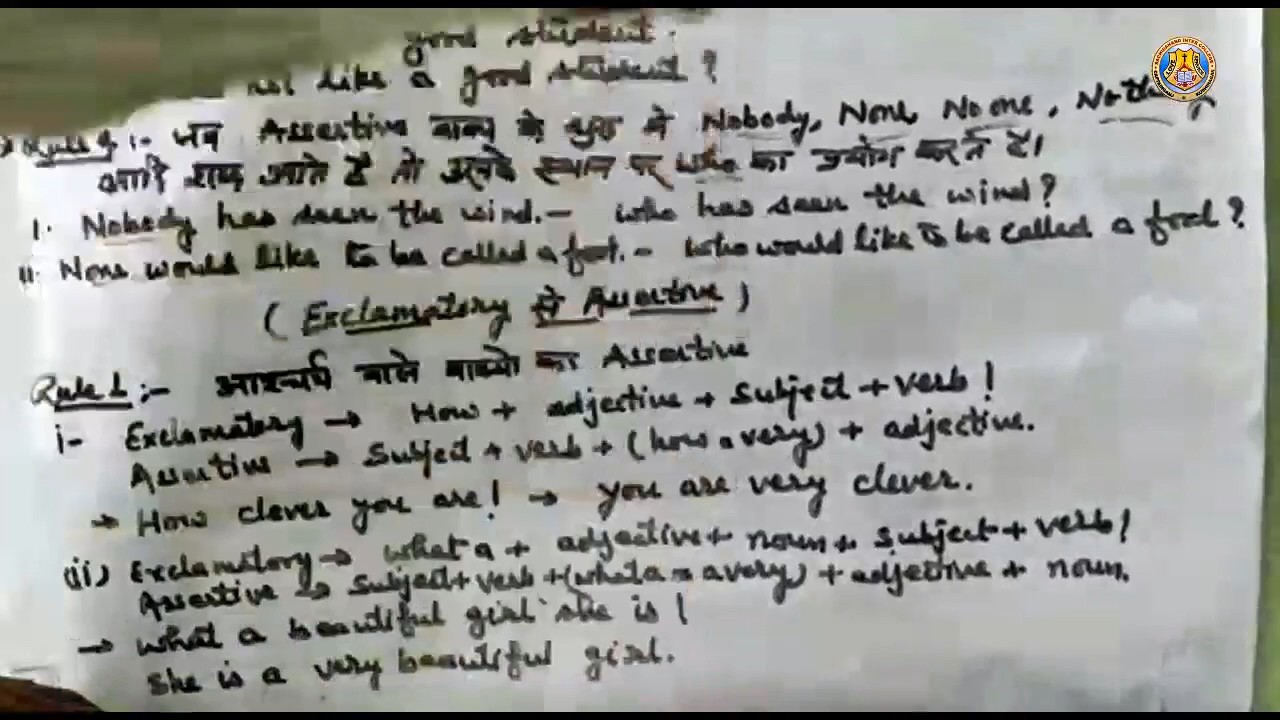 good student.
not like a good student ?
Rule 4 :- जब Assertive वाक्य के शुरु में Nobody, None, No one, Nothing,
आदि शब्द आते हैं तो उनके स्थान पर who का प्रयोग करते हैं।
i. Nobody has seen the wind. - who has seen the wind?
ii. None would like to be called a fool. - who would like to be called a fool ?
( Exclamatory से Assertive )
Rule 1 :- आश्चर्य वाले वाक्यो का Assertive
i- Exclamatory → How + adjective + subject + verb !
Assertive → Subject + verb + (how = very) + adjective.
→ How clever you are! → you are very clever.
(ii) Exclamatory → what a + adjective + noun + subject + verb!
Assertive → subject + verb + (what a = a very) + adjective + noun.
→ what a beautiful girl she is !
She is a very beautiful girl.